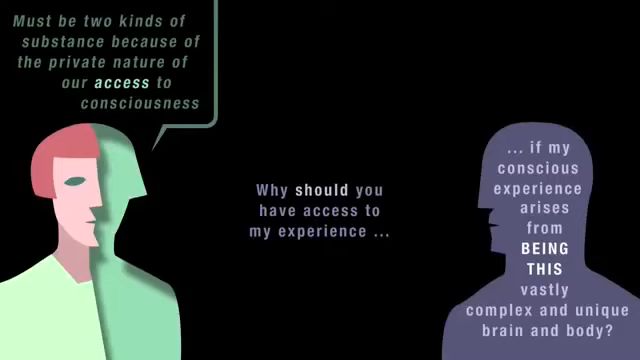 Must be two kinds of
substance because of
the private nature of
our access to
consciousness
Why should you
have access to
my experience ...
... if my
conscious
experience
arises
from
BEING
THIS
vastly
complex and unique
brain and body?